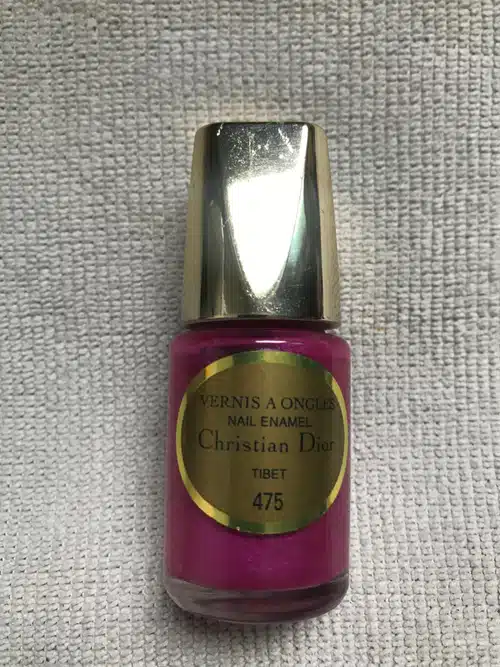 VERNIS A ONGLES
NAIL ENAMEL
Christian Dior
TIBET
475